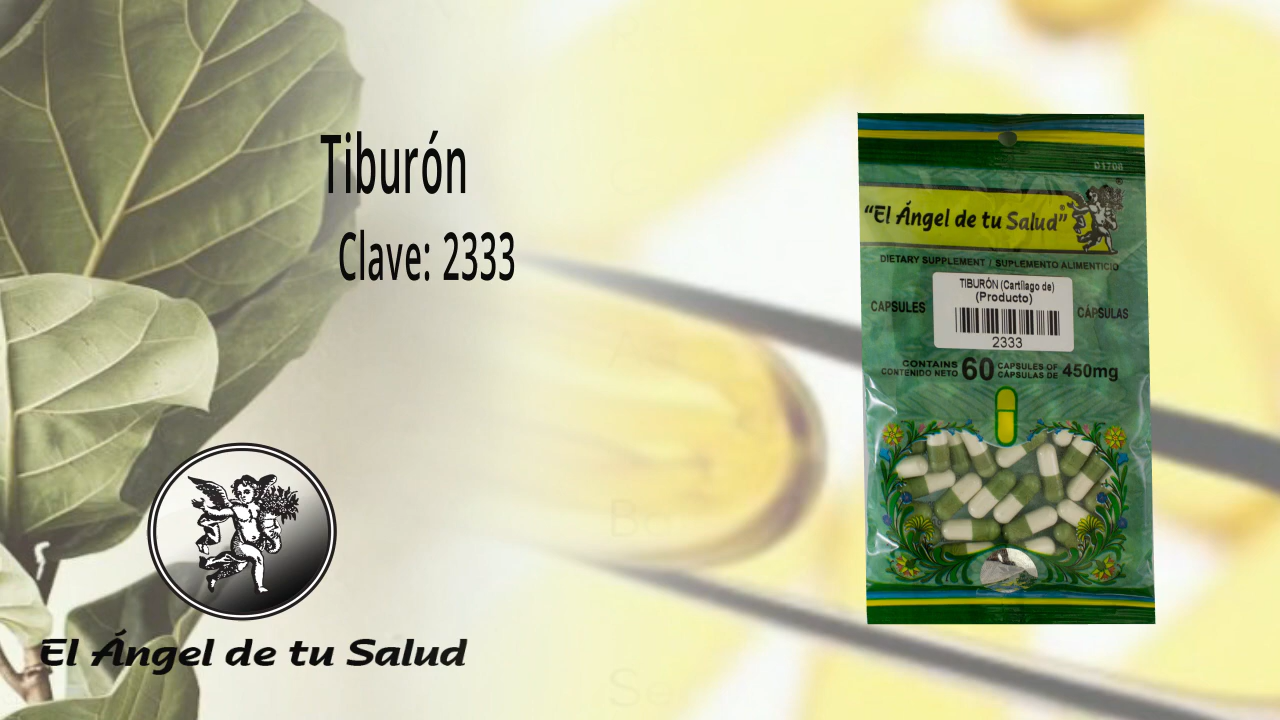 Tiburón
Clave: 2333
El Ángel de tu Salud
D1708
"El Ángel de tu Salud"®
DIETARY SUPPLEMENT / SUPLEMENTO ALIMENTICIO
TIBURÓN (Cartílago de)
(Producto)
CAPSULES
CÁPSULAS
2333
CONTAINS 60 CAPSULES OF 450mg
CONTENIDO NETO CÁPSULAS DE